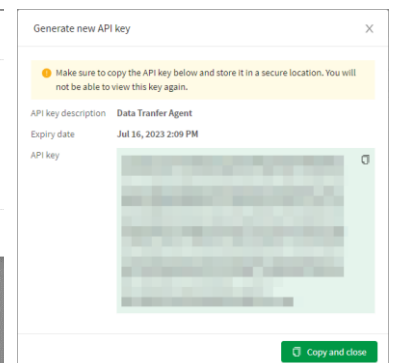 Generate new API key
Make sure to copy the API key below and store it in a secure location. You will
not be able to view this key again.
API key description Data Tranfer Agent
Expiry date Jul 16, 2023 2:09 PM
API key
Copy and close